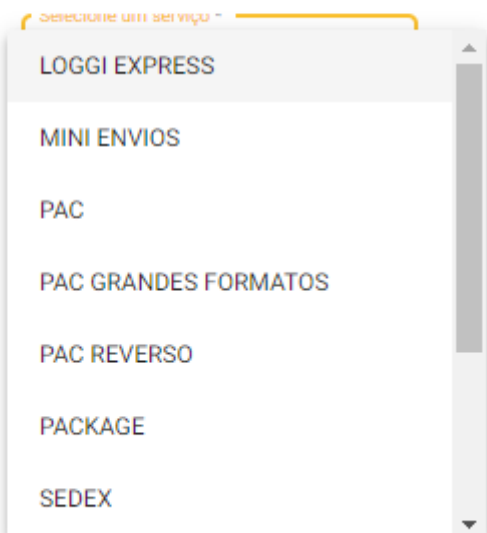 Selecione um serviço *
LOGGI EXPRESS
MINI ENVIOS
PAC
PAC GRANDES FORMATOS
PAC REVERSO
PACKAGE
SEDEX